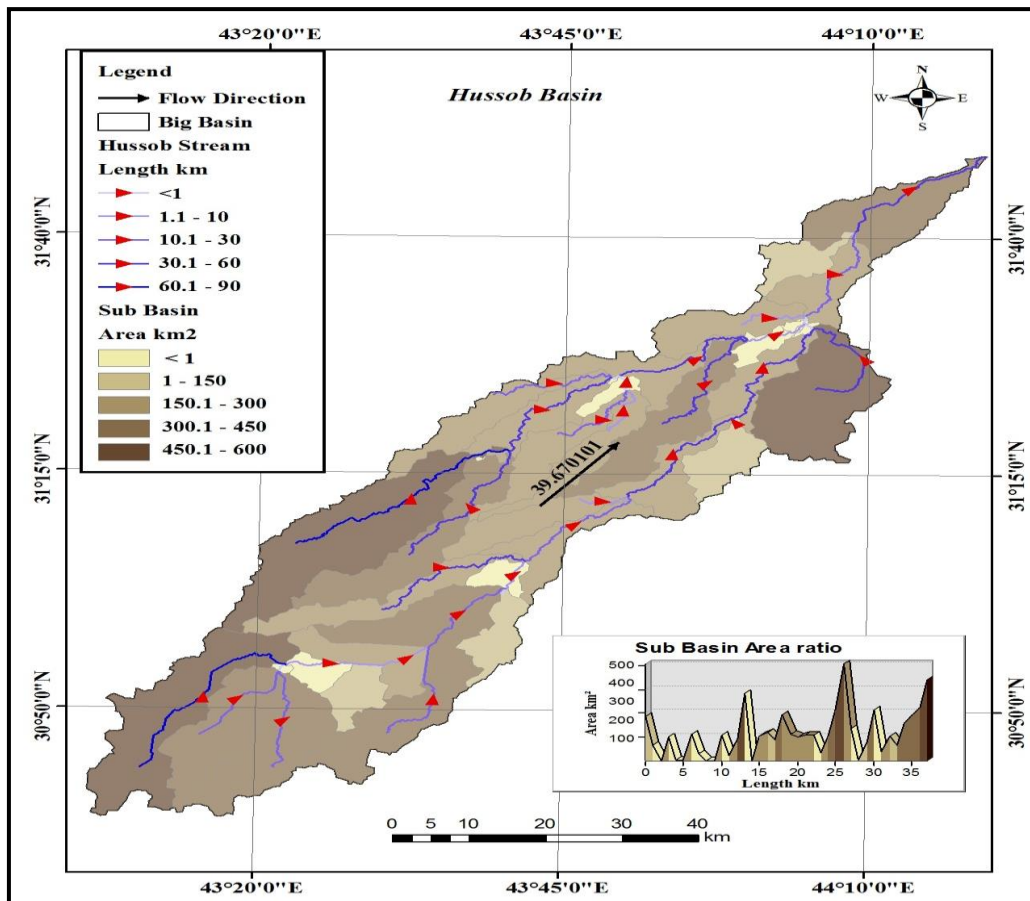 43°20'0"E 43°45'0"E 44°10'0"E
Legend
Flow Direction
Big Basin
Hussob Stream
Length km
<1
1.1 - 10
10.1 - 30
30.1 - 60
60.1 - 90
Sub Basin
Area km2
< 1
1 - 150
150.1 - 300
300.1 - 450
450.1 - 600
Hussob Basin
N
W E
S
31°40'0"N 31°40'0"N
31°15'0"N 31°15'0"N
39.670101
30°50'0"N 30°50'0"N
Sub Basin Area ratio
Area km²
500
400
300
200
100
0 5 10 15 20 25 30 35
Length km
0 5 10 20 30 40
km
43°20'0"E 43°45'0"E 44°10'0"E